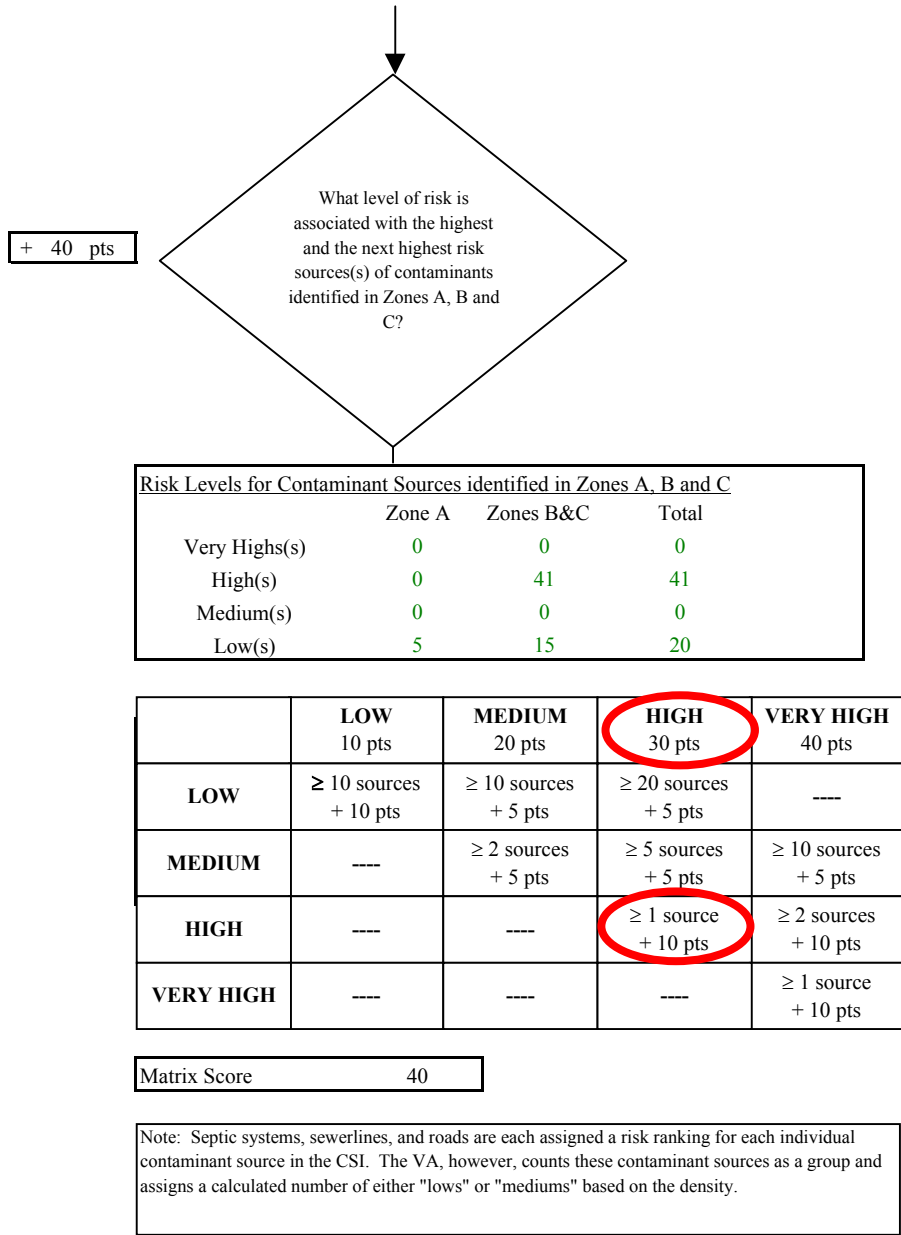 What level of risk is
associated with the highest
and the next highest risk
sources(s) of contaminants
identified in Zones A, B and
C?
+ 40 pts
Risk Levels for Contaminant Sources identified in Zones A, B and C
Zone A Zones B&C Total
Very Highs(s) 0 0 0
High(s) 0 41 41
Medium(s) 0 0 0
Low(s) 5 15 20
LOW MEDIUM HIGH VERY HIGH
10 pts 20 pts 30 pts 40 pts
LOW ≥ 10 sources ≥ 10 sources ≥ 20 sources ----
+ 10 pts + 5 pts + 5 pts
MEDIUM ---- ≥ 2 sources ≥ 5 sources ≥ 10 sources
+ 5 pts + 5 pts + 5 pts
HIGH ---- ---- ≥ 1 source ≥ 2 sources
+ 10 pts + 10 pts
VERY HIGH ---- ---- ---- ≥ 1 source
+ 10 pts
Matrix Score 40
Note: Septic systems, sewerlines, and roads are each assigned a risk ranking for each individual
contaminant source in the CSI. The VA, however, counts these contaminant sources as a group and
assigns a calculated number of either "lows" or "mediums" based on the density.